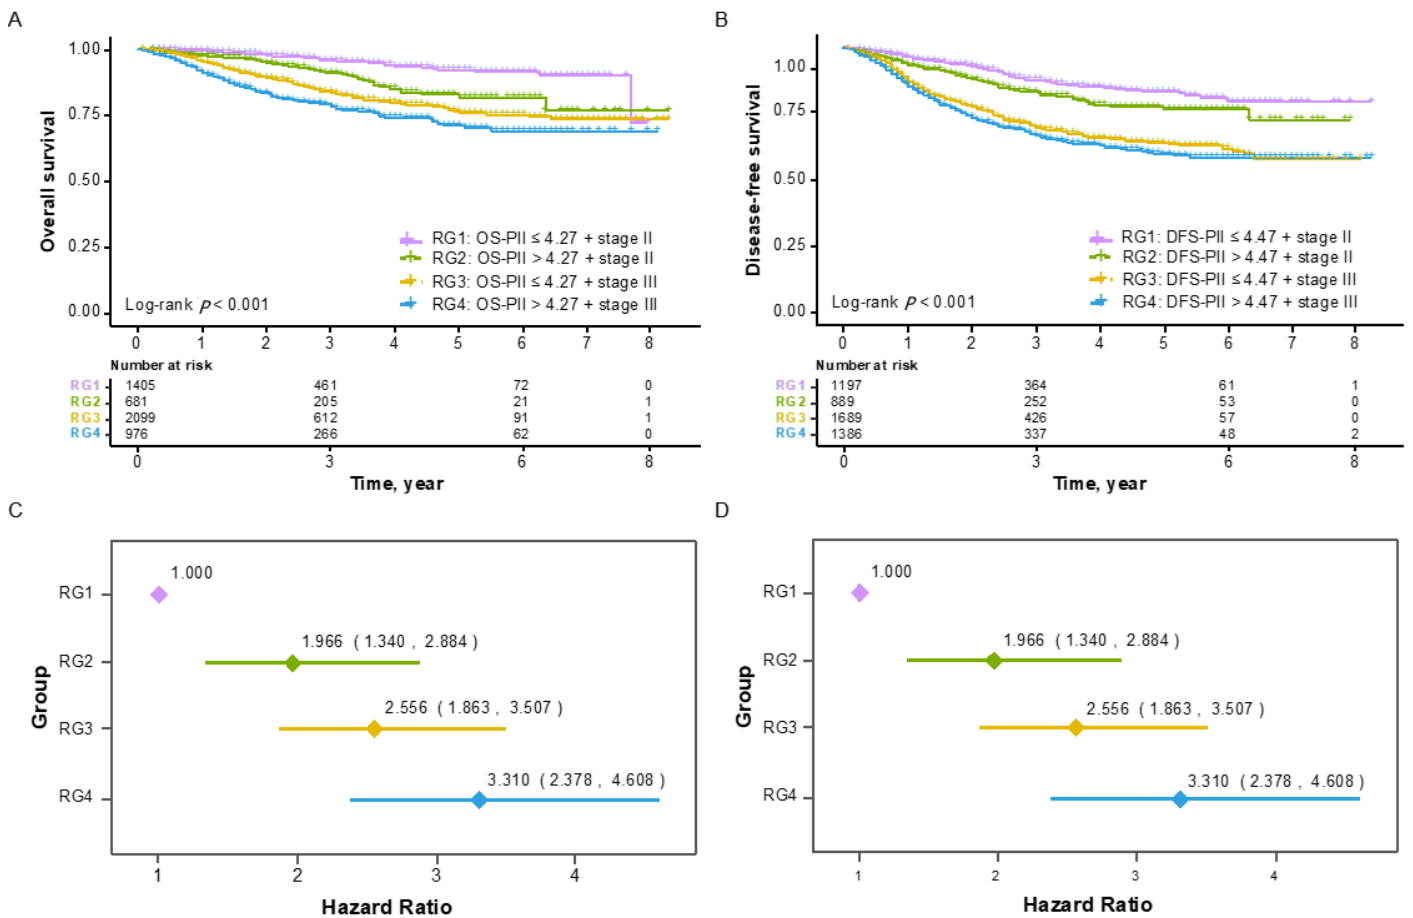 A
1.00
0.75
0.50
0.25
0.00
Overall survival
RG1: OS-PII ≤ 4.27 + stage II
RG2: OS-PII > 4.27 + stage II
RG3: OS-PII ≤ 4.27 + stage III
RG4: OS-PII > 4.27 + stage III
Log-rank p < 0.001
0 1 2 3 4 5 6 7 8
Number at risk
RG1 1405 461 72 0
RG2 681 205 21 1
RG3 2099 612 91 1
RG4 976 266 62 0
0 3 6 8
Time, year
B
1.00
0.75
0.50
0.25
0.00
Disease-free survival
RG1: DFS-PII ≤ 4.47 + stage II
RG2: DFS-PII > 4.47 + stage II
RG3: DFS-PII ≤ 4.47 + stage III
RG4: DFS-PII > 4.47 + stage III
Log-rank p < 0.001
0 1 2 3 4 5 6 7 8
Number at risk
RG1 1197 364 61 1
RG2 889 252 53 0
RG3 1689 426 57 0
RG4 1386 337 48 2
0 3 6 8
Time, year
C
Group
RG1 1.000
RG2 1.966 ( 1.340 , 2.884 )
RG3 2.556 ( 1.863 , 3.507 )
RG4 3.310 ( 2.378 , 4.608 )
1 2 3 4
Hazard Ratio
D
Group
RG1 1.000
RG2 1.966 ( 1.340 , 2.884 )
RG3 2.556 ( 1.863 , 3.507 )
RG4 3.310 ( 2.378 , 4.608 )
1 2 3 4
Hazard Ratio